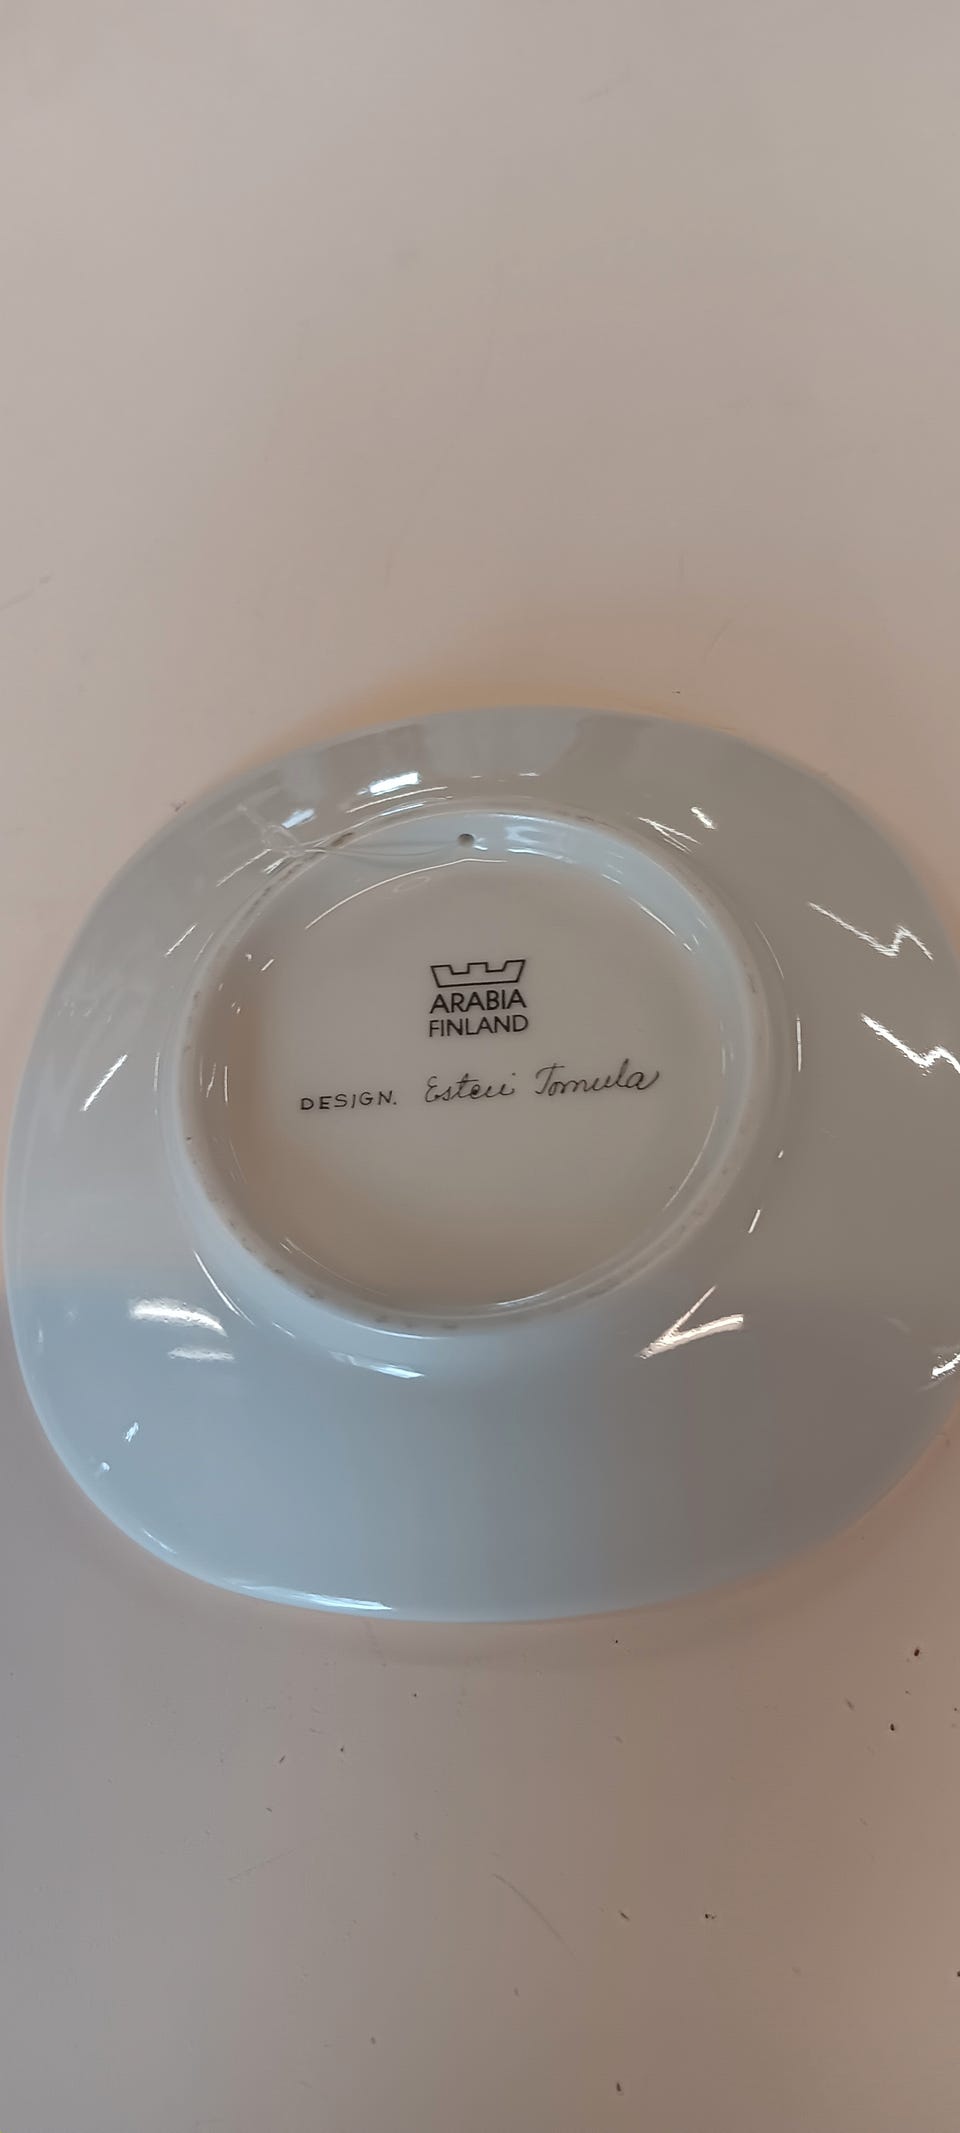 ARABIA
FINLAND
DESIGN. Esteri Tomula